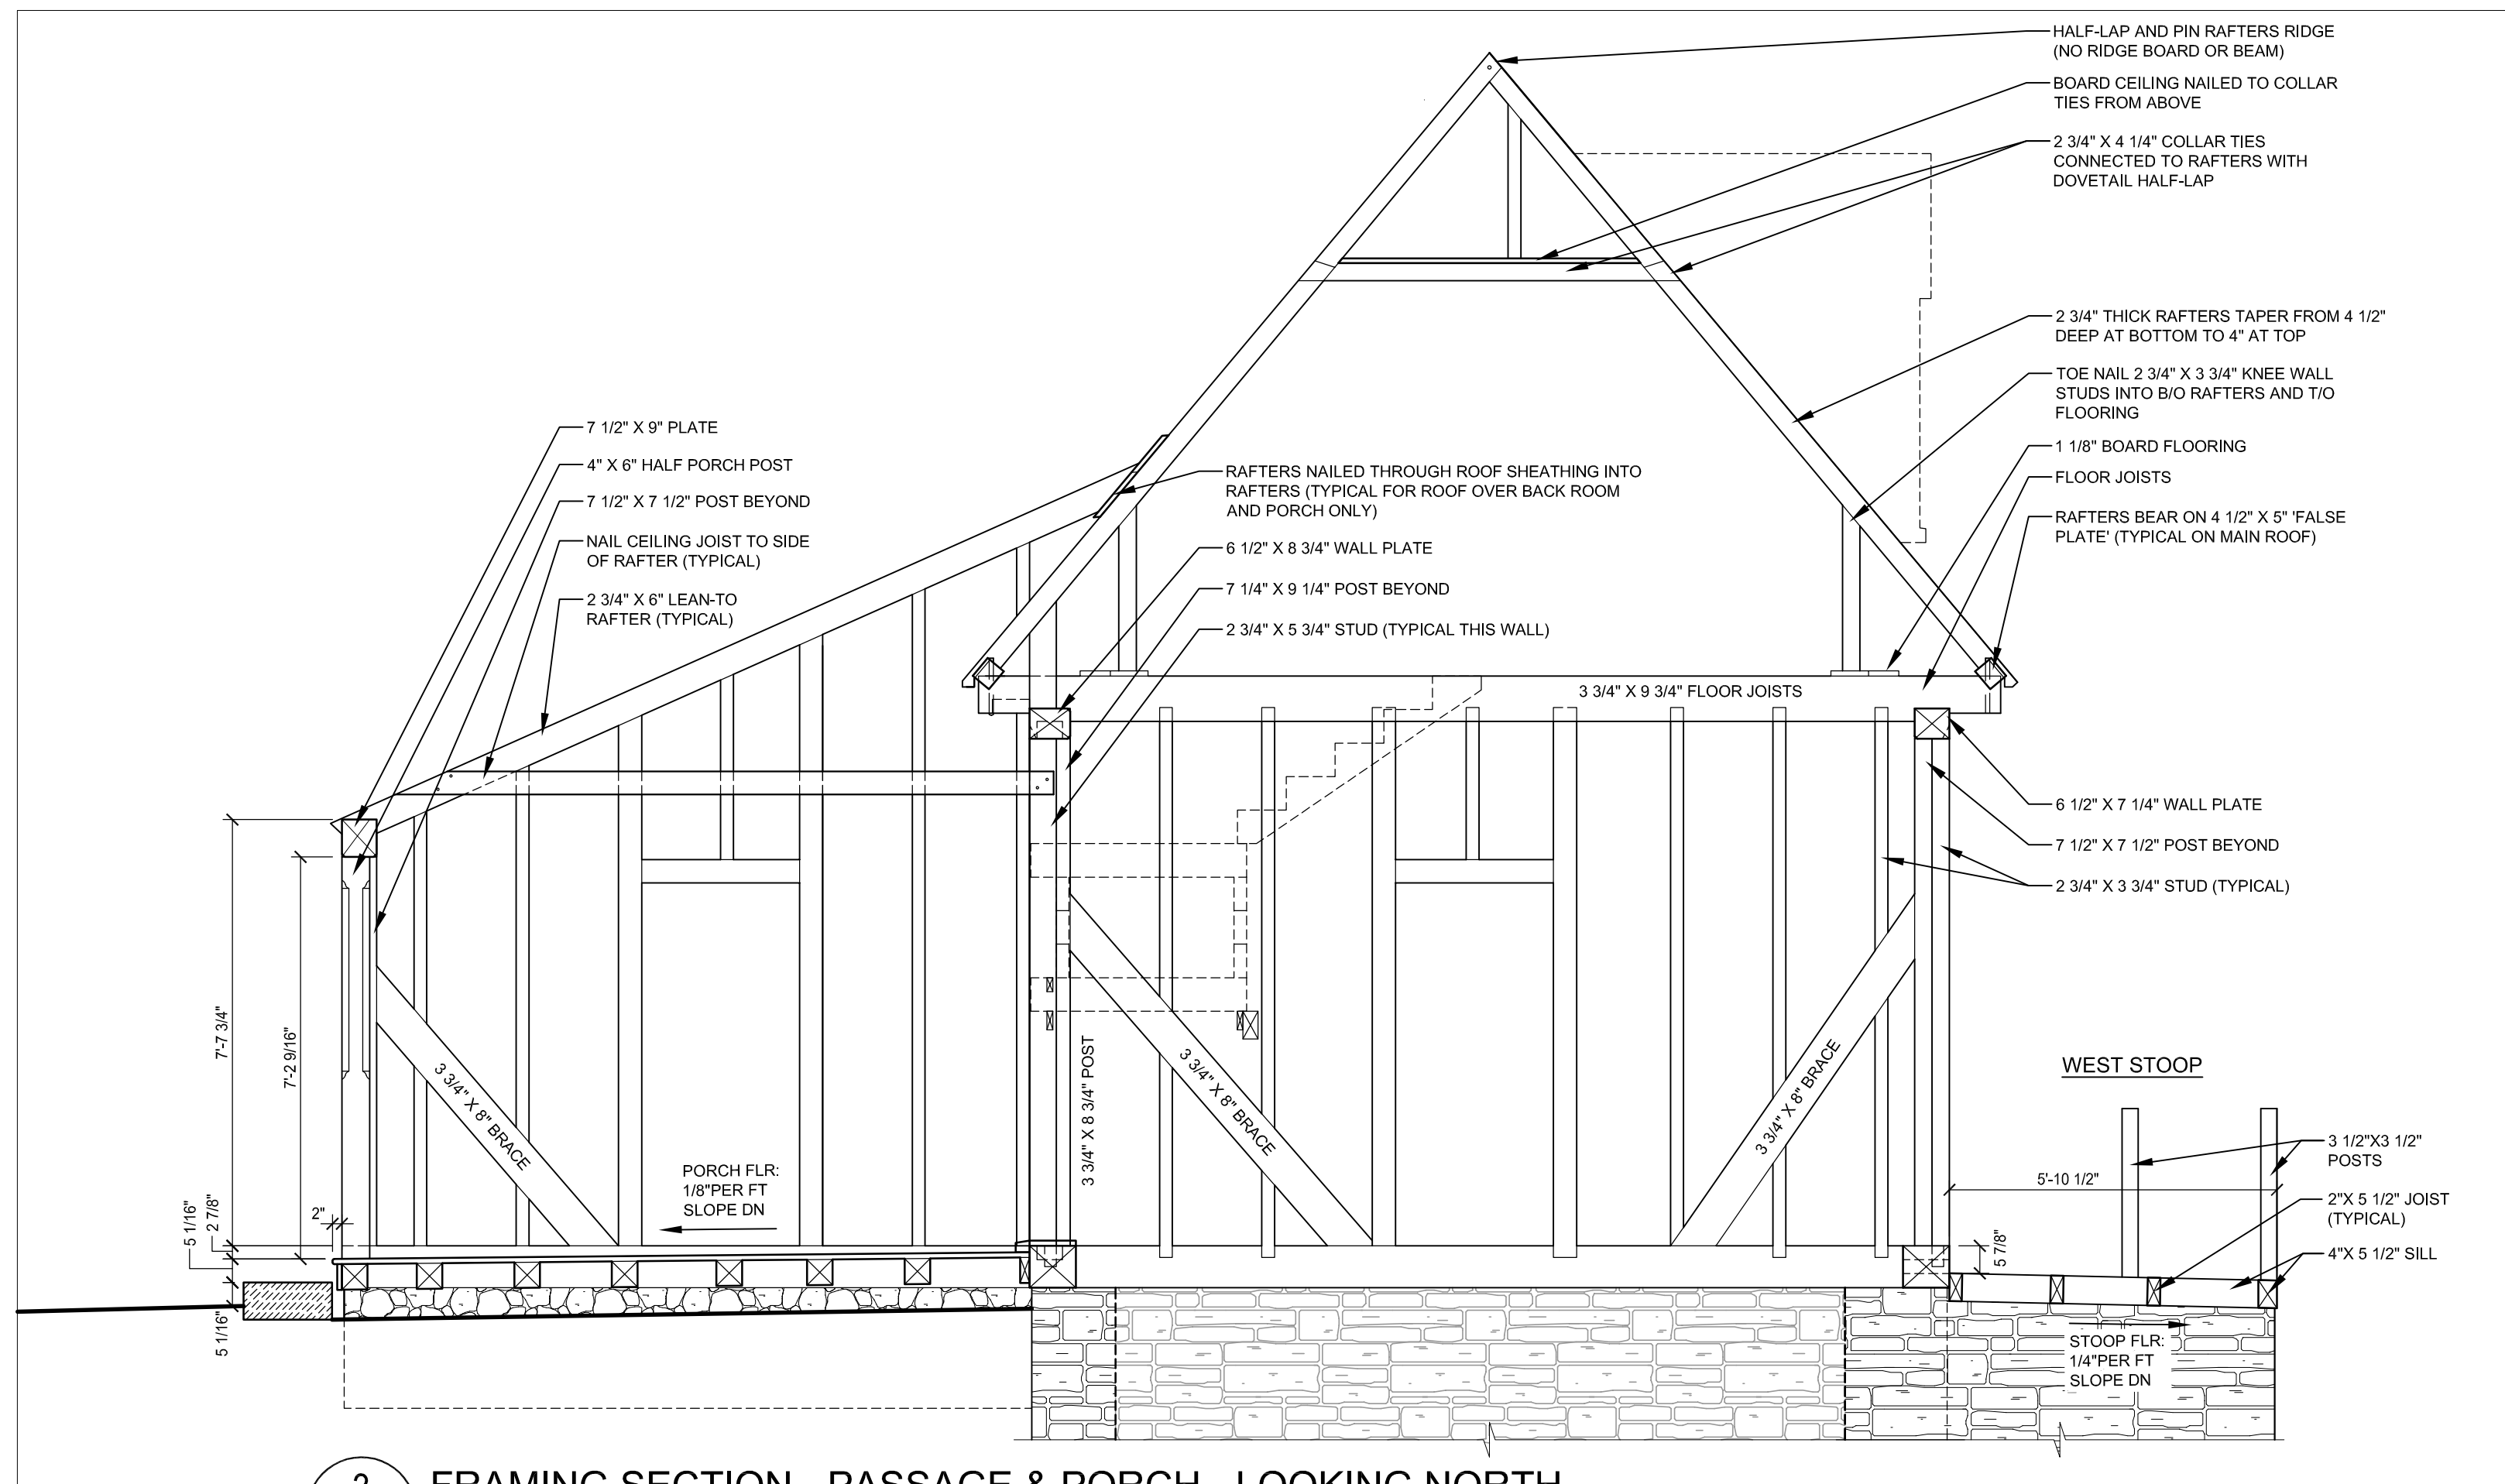 HALF-LAP AND PIN RAFTERS RIDGE
(NO RIDGE BOARD OR BEAM)
BOARD CEILING NAILED TO COLLAR
TIES FROM ABOVE
2 3/4" X 4 1/4" COLLAR TIES
CONNECTED TO RAFTERS WITH
DOVETAIL HALF-LAP
2 3/4" THICK RAFTERS TAPER FROM 4 1/2"
DEEP AT BOTTOM TO 4" AT TOP
TOE NAIL 2 3/4" X 3 3/4" KNEE WALL
STUDS INTO B/O RAFTERS AND T/O
FLOORING
1 1/8" BOARD FLOORING
FLOOR JOISTS
RAFTERS BEAR ON 4 1/2" X 5" 'FALSE
PLATE' (TYPICAL ON MAIN ROOF)
7 1/2" X 9" PLATE
4" X 6" HALF PORCH POST
7 1/2" X 7 1/2" POST BEYOND
NAIL CEILING JOIST TO SIDE
OF RAFTER (TYPICAL)
2 3/4" X 6" LEAN-TO
RAFTER (TYPICAL)
RAFTERS NAILED THROUGH ROOF SHEATHING INTO
RAFTERS (TYPICAL FOR ROOF OVER BACK ROOM
AND PORCH ONLY)
6 1/2" X 8 3/4" WALL PLATE
7 1/4" X 9 1/4" POST BEYOND
2 3/4" X 5 3/4" STUD (TYPICAL THIS WALL)
3 3/4" X 9 3/4" FLOOR JOISTS
6 1/2" X 7 1/4" WALL PLATE
7 1/2" X 7 1/2" POST BEYOND
2 3/4" X 3 3/4" STUD (TYPICAL)
7'-7 3/4"
7'-2 9/16"
3 3/4" X 8" BRACE
3 3/4" X 8 3/4" POST
3 3/4" X 8" BRACE
3 3/4" X 8" BRACE
WEST STOOP
3 1/2"X3 1/2"
POSTS
5'-10 1/2"
2"X 5 1/2" JOIST
(TYPICAL)
4"X 5 1/2" SILL
PORCH FLR:
1/8"PER FT
SLOPE DN
2"
5 1/16"
2 7/8"
5 1/16"
5 7/8"
STOOP FLR:
1/4"PER FT
SLOPE DN
2 FRAMING SECTION - PASSAGE & PORCH - LOOKING NORTH